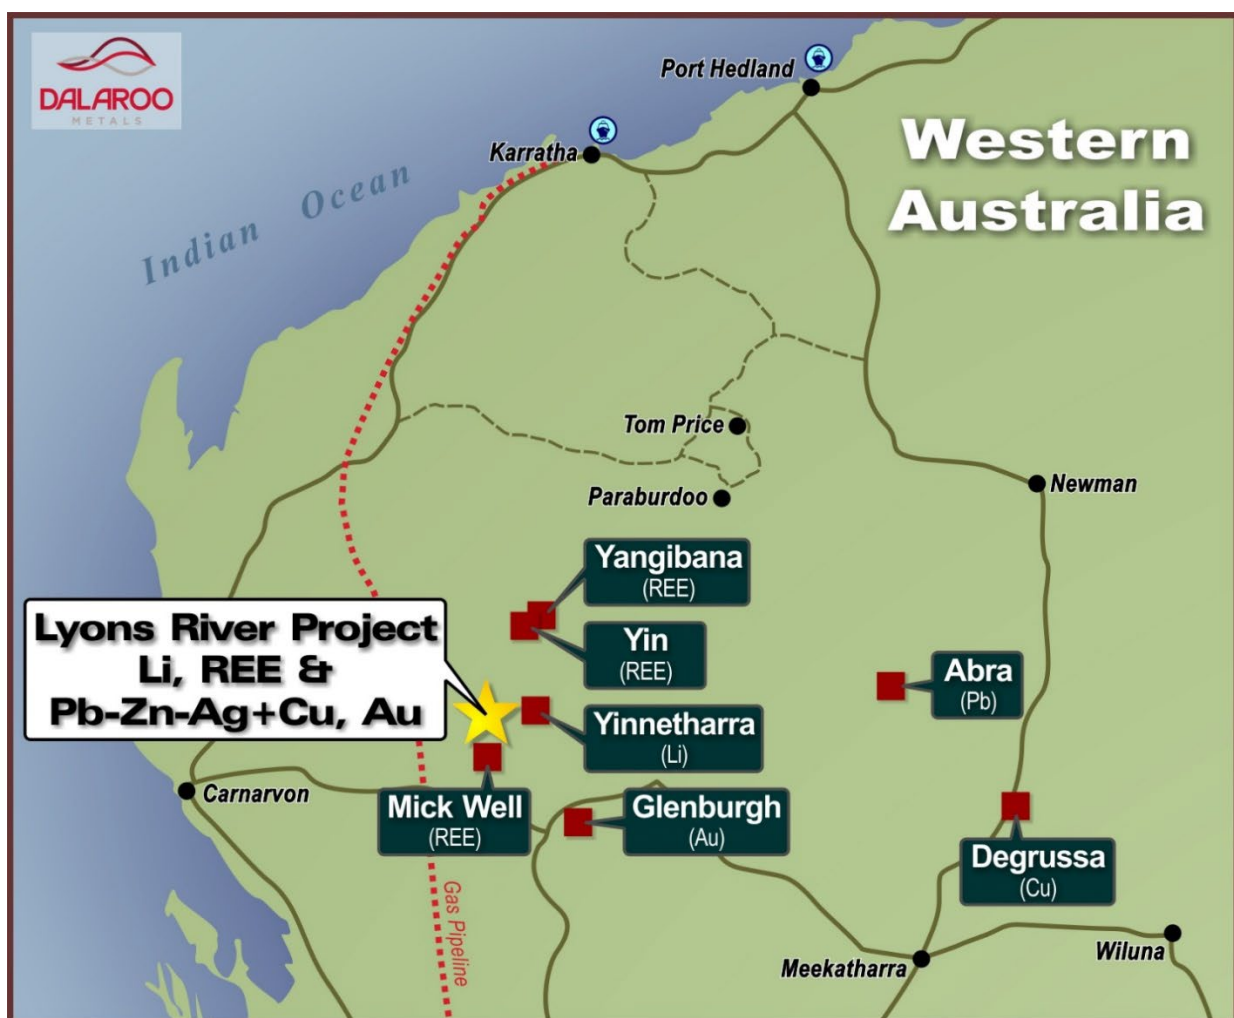 DALAROO
METALS
Port Hedland
Western
Australia
Karratha
Indian Ocean
Tom Price
Paraburdoo
Newman
Yangibana
(REE)
Lyons River Project
Li, REE &
Pb-Zn-Ag+Cu, Au
Yin
(REE)
Abra
(Pb)
Yinnetharra
(Li)
Carnarvon
Mick Well
(REE)
Glenburgh
(Au)
Degrussa
(Cu)
Gas Pipeline
Meekatharra
Wiluna